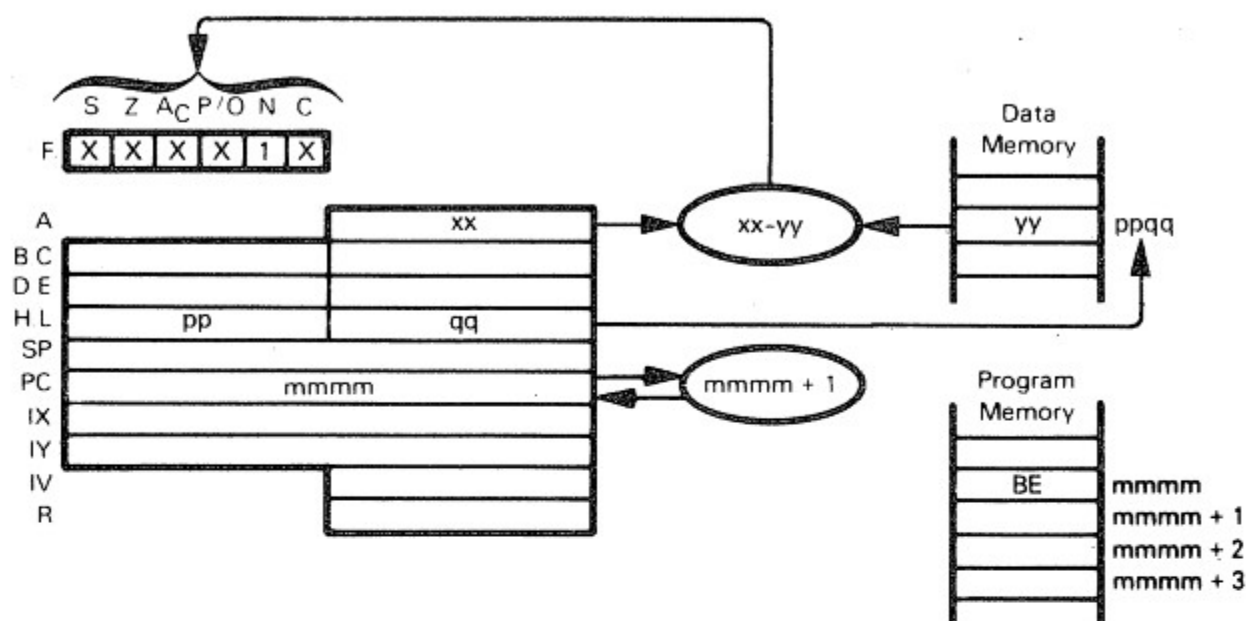 S Z AC P/O N C
F X X X X 1 X
Data
Memory
A xx
xx-yy
yy ppqq
B C
D E
H L pp qq
SP
PC mmmm
mmmm + 1
IX
IY
IV
R
Program
Memory
BE mmmm
mmmm + 1
mmmm + 2
mmmm + 3